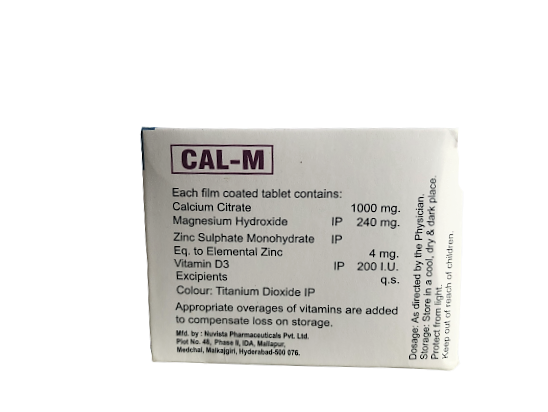 CAL-M
Each film coated tablet contains:
Calcium Citrate 1000 mg.
Magnesium Hydroxide IP 240 mg.
Zinc Sulphate Monohydrate IP
Eq. to Elemental Zinc 4 mg.
Vitamin D3 IP 200 I.U.
Excipients q.s.
Colour: Titanium Dioxide IP
Appropriate overages of vitamins are added
to compensate loss on storage.
Mfd. by : Nuvista Pharmaceuticals Pvt. Ltd.
Plot No. 46, Phase II, IDA, Mallapur,
Medchal, Malkajgiri, Hyderabad-500 076.
Dosage: As directed by the Physician.
Storage: Store in a cool, dry & dark place.
Protect from light.
Keep out of reach of children.